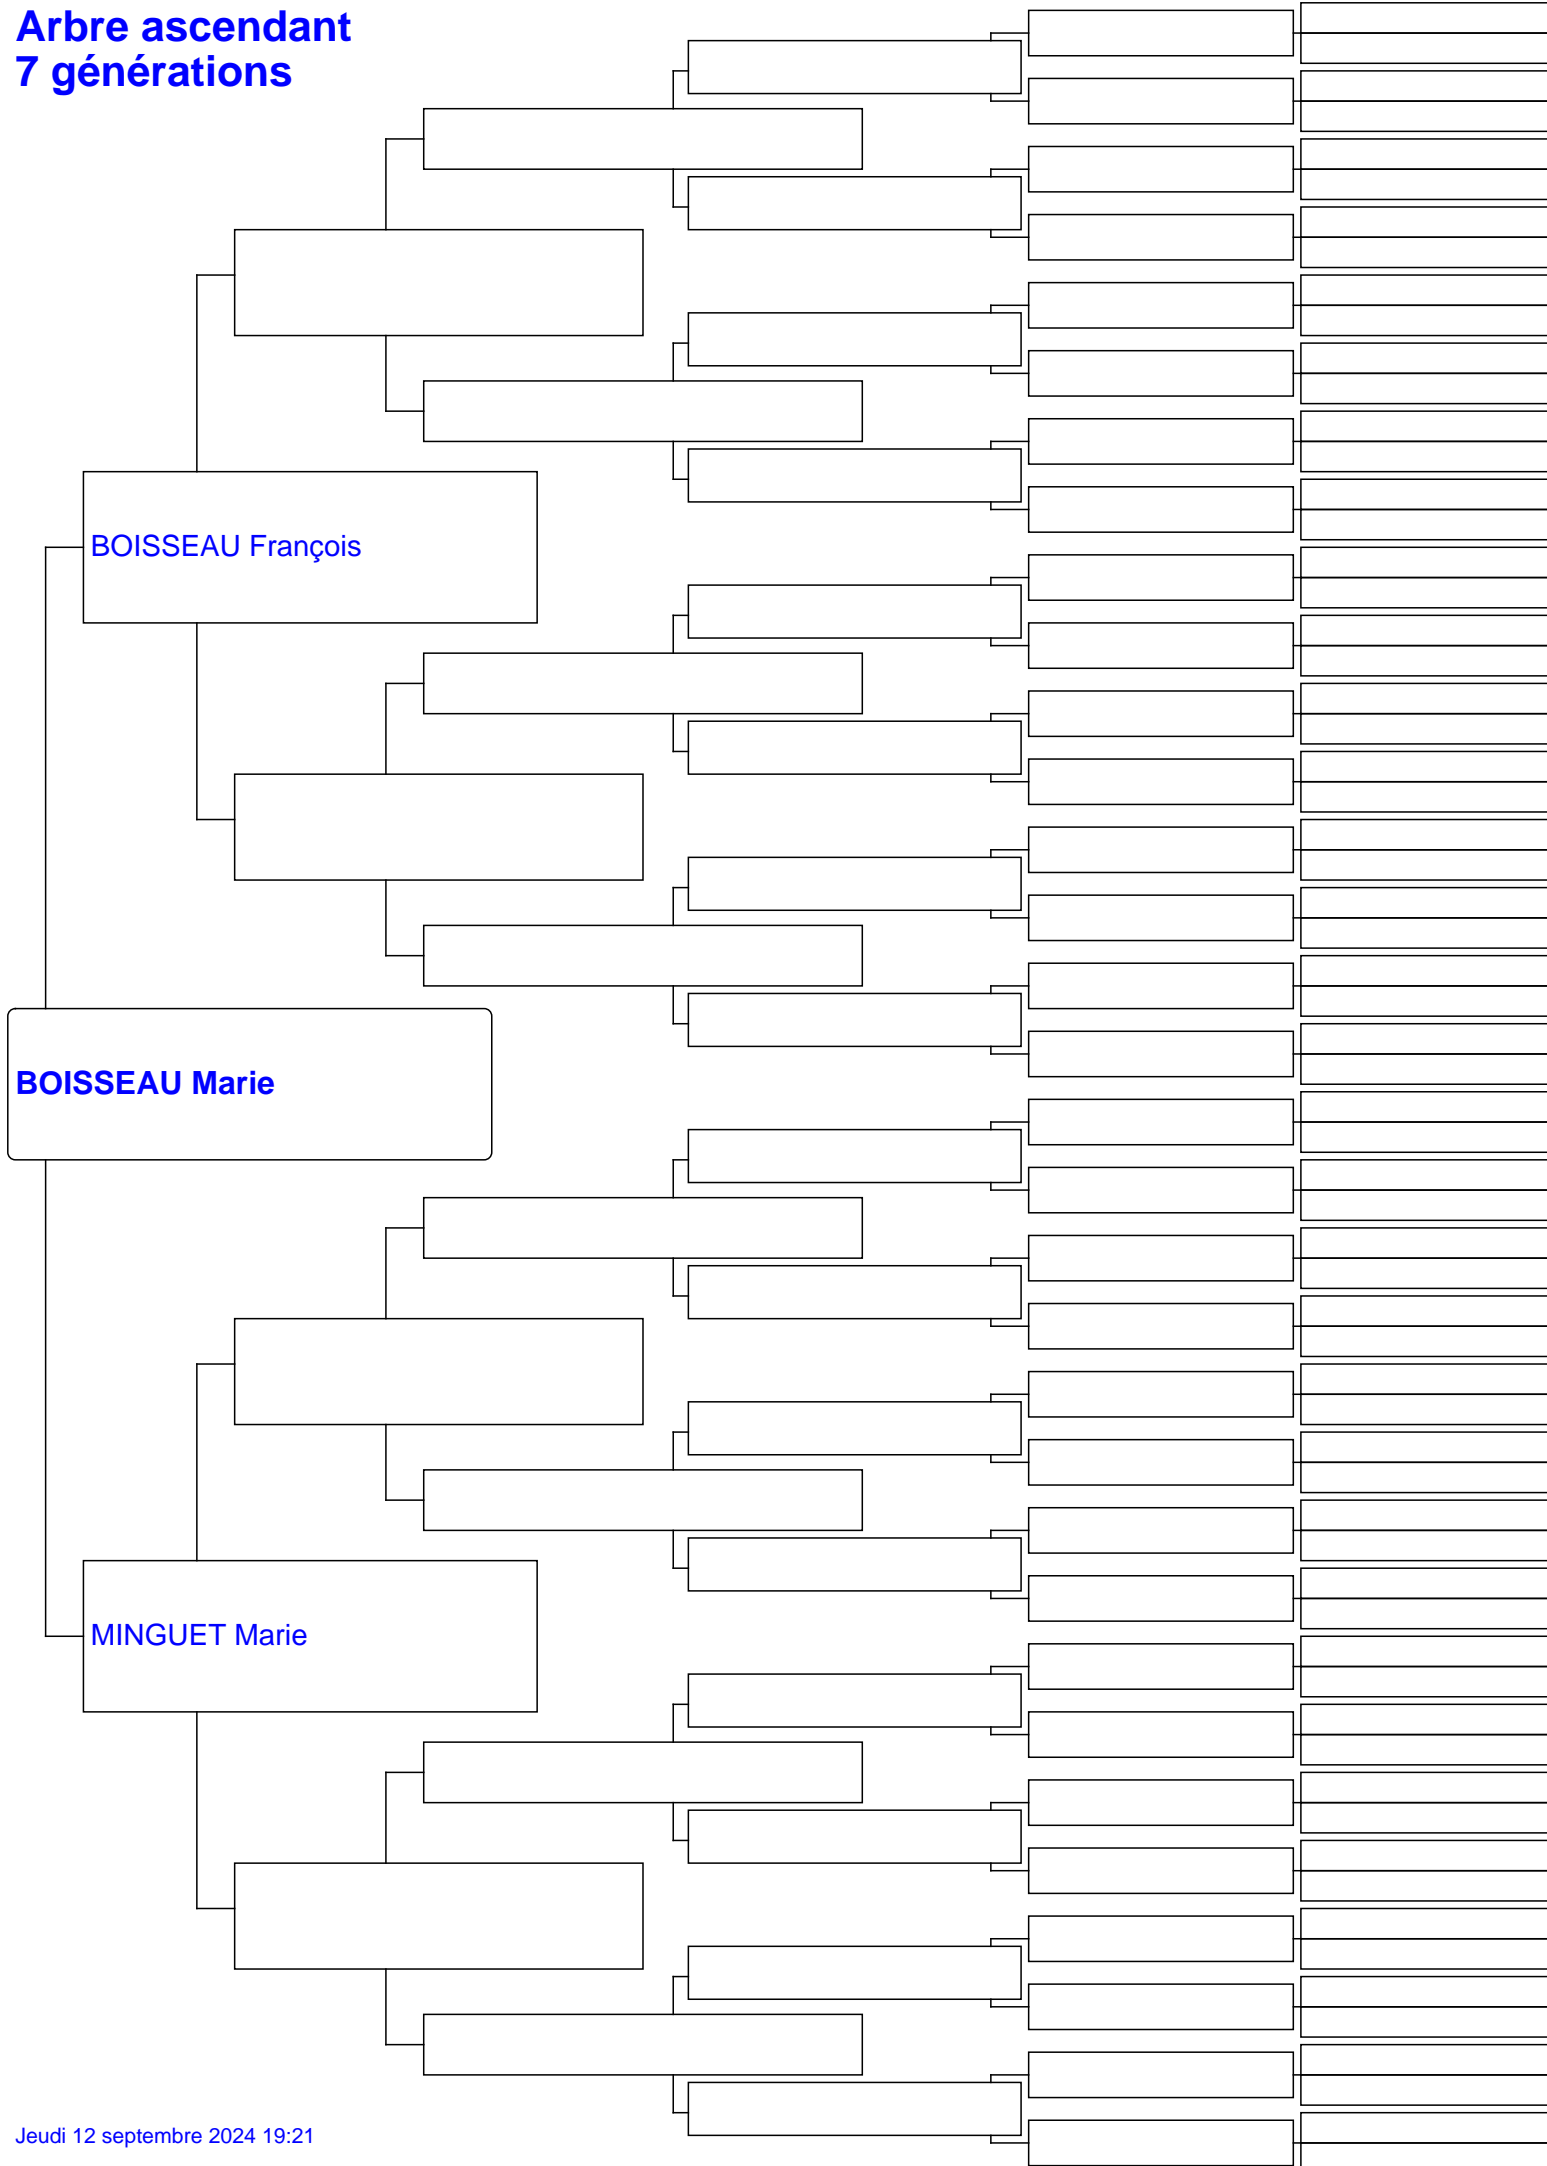 Arbre ascendant
7 générations
BOISSEAU François
BOISSEAU Marie
MINGUET Marie
Jeudi 12 septembre 2024 19:21